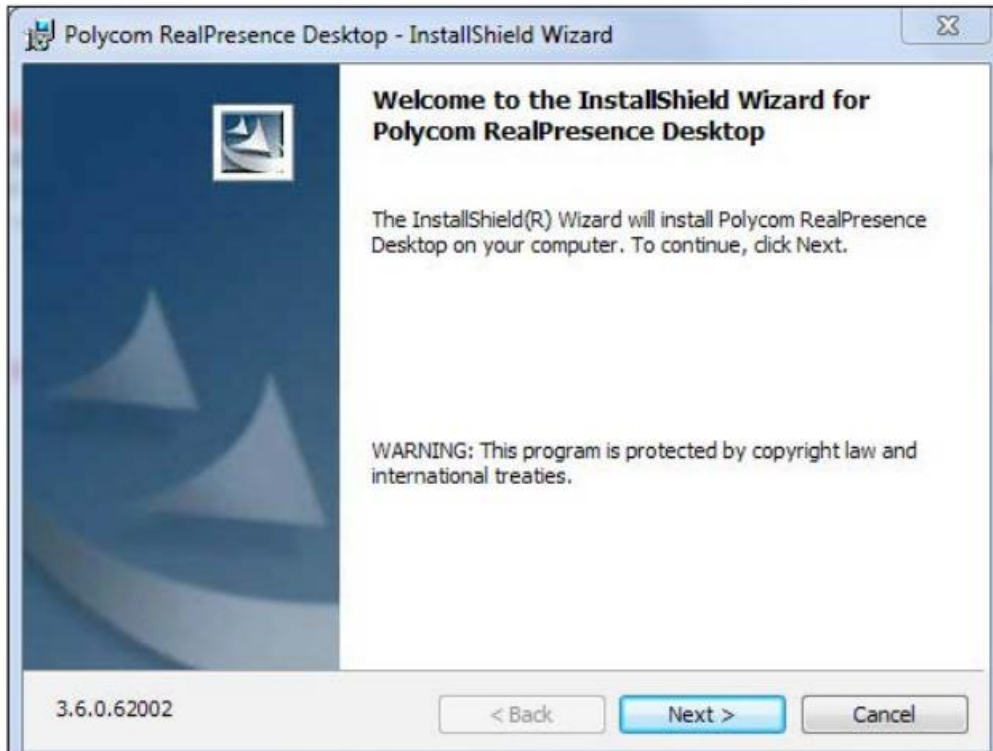 Polycom RealPresence Desktop - InstallShield Wizard
Welcome to the InstallShield Wizard for
Polycom RealPresence Desktop
The InstallShield(R) Wizard will install Polycom RealPresence
Desktop on your computer. To continue, click Next.
WARNING: This program is protected by copyright law and
international treaties.
3.6.0.62002
< Back
Next >
Cancel